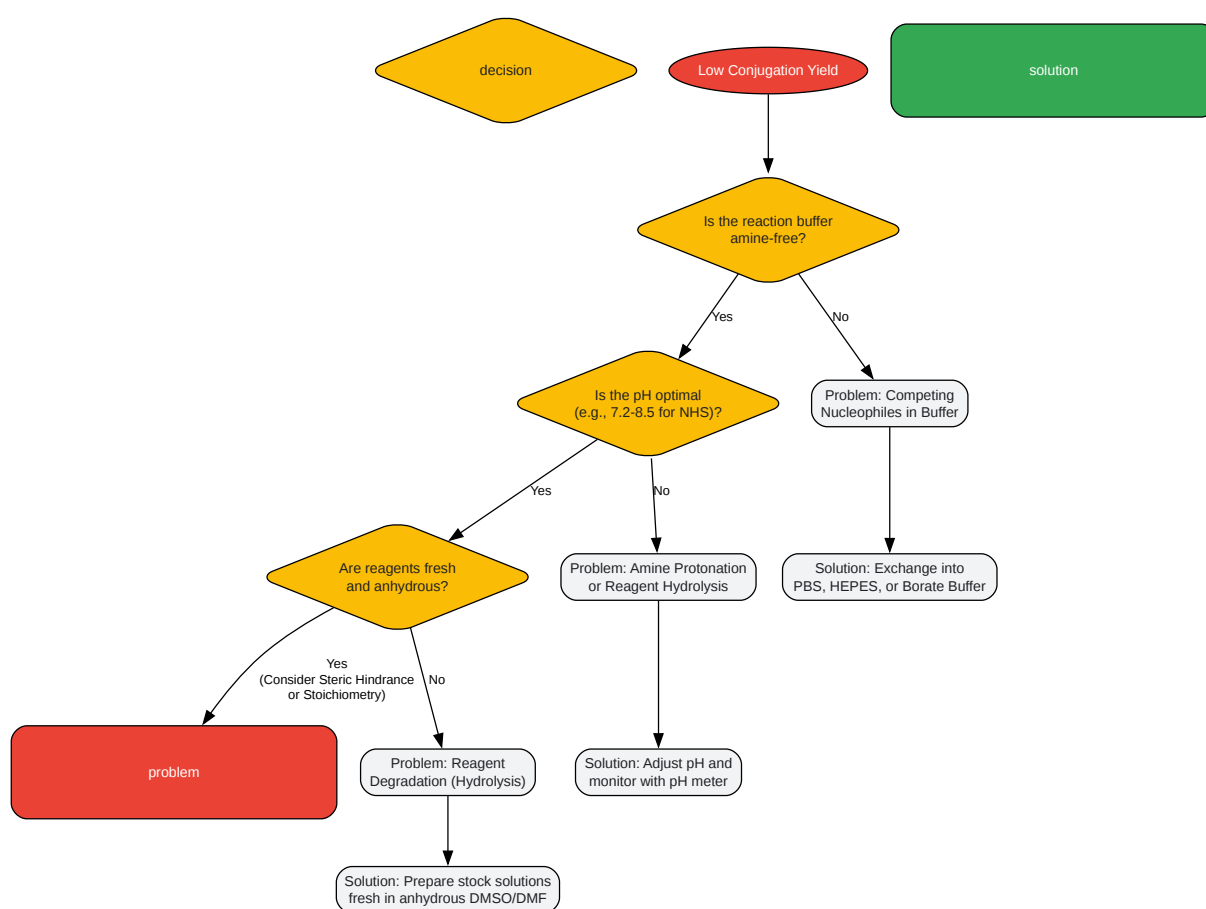 decision
Low Conjugation Yield
solution
Is the reaction buffer
amine-free?
Yes
No
Is the pH optimal
(e.g., 7.2-8.5 for NHS)?
Problem: Competing
Nucleophiles in Buffer
Yes
No
Are reagents fresh
and anhydrous?
Problem: Amine Protonation
or Reagent Hydrolysis
Solution: Exchange into
PBS, HEPES, or Borate Buffer
Yes
(Consider Steric Hindrance
or Stoichiometry)
No
problem
Problem: Reagent
Degradation (Hydrolysis)
Solution: Adjust pH and
monitor with pH meter
Solution: Prepare stock solutions
fresh in anhydrous DMSO/DMF